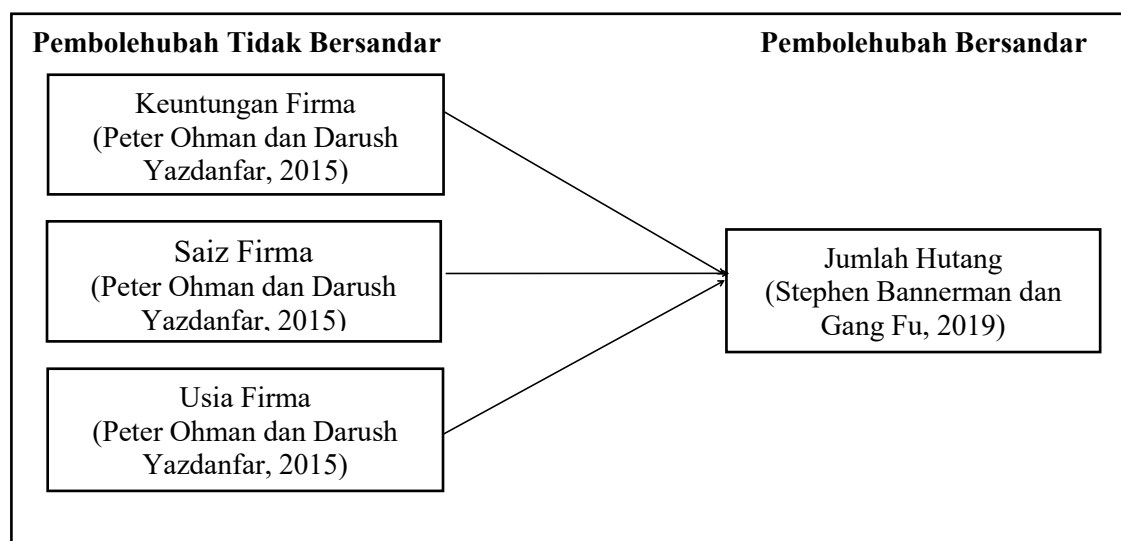 Pembolehubah Tidak Bersandar
Pembolehubah Bersandar
Keuntungan Firma
(Peter Ohman dan Darush
Yazdanfar, 2015)
Saiz Firma
(Peter Ohman dan Darush
Yazdanfar, 2015)
Usia Firma
(Peter Ohman dan Darush
Yazdanfar, 2015)
Jumlah Hutang
(Stephen Bannerman dan
Gang Fu, 2019)